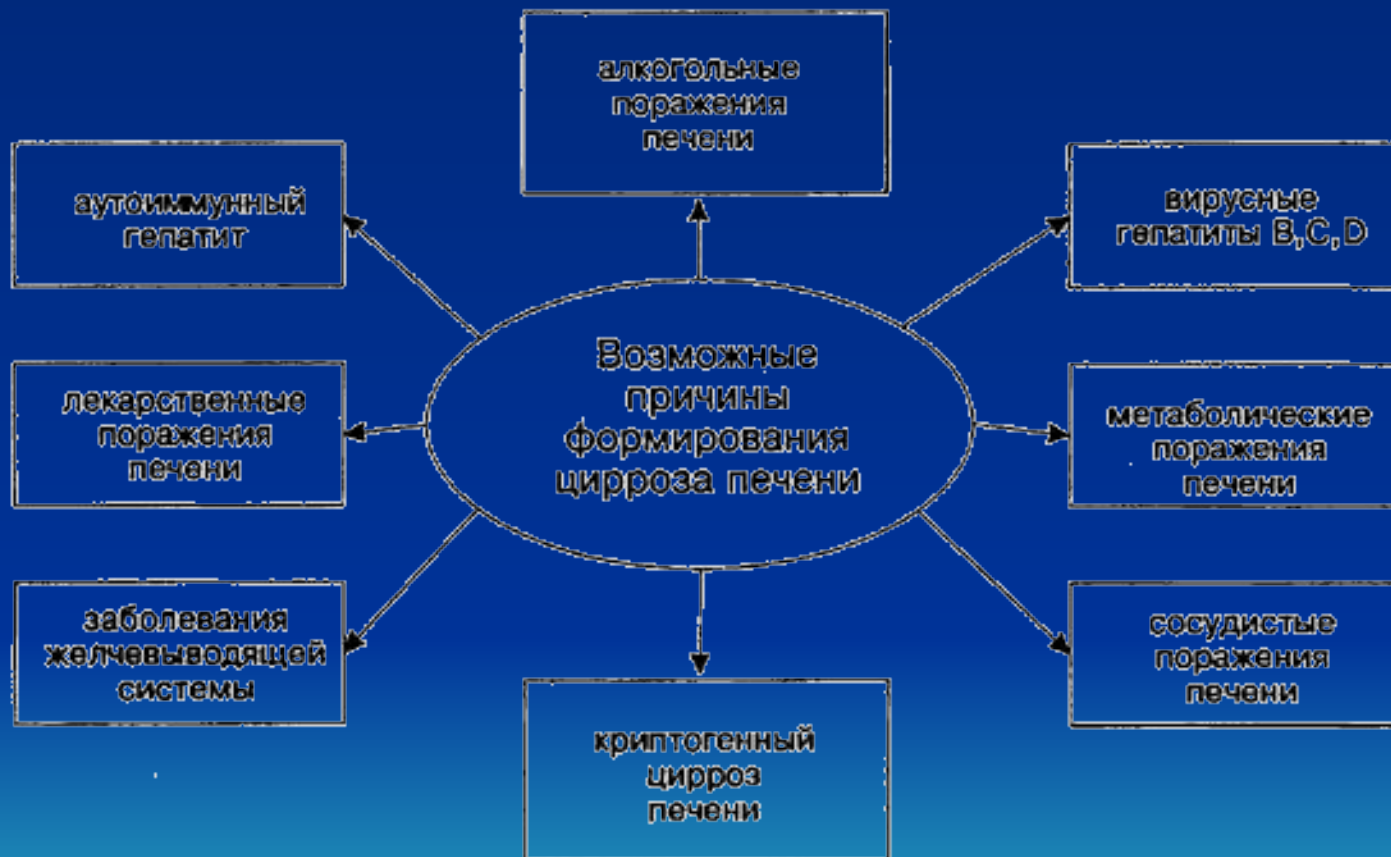 алкогольные
поражения
печени
аутоиммунный
гепатит
вирусные
гепатиты B,C,D
Возможные
причины
формирования
цирроза печени
лекарственные
поражения
печени
метаболические
поражения
печени
заболевания
желчевыводящей
системы
сосудистые
поражения
печени
криптогенный
цирроз
печени